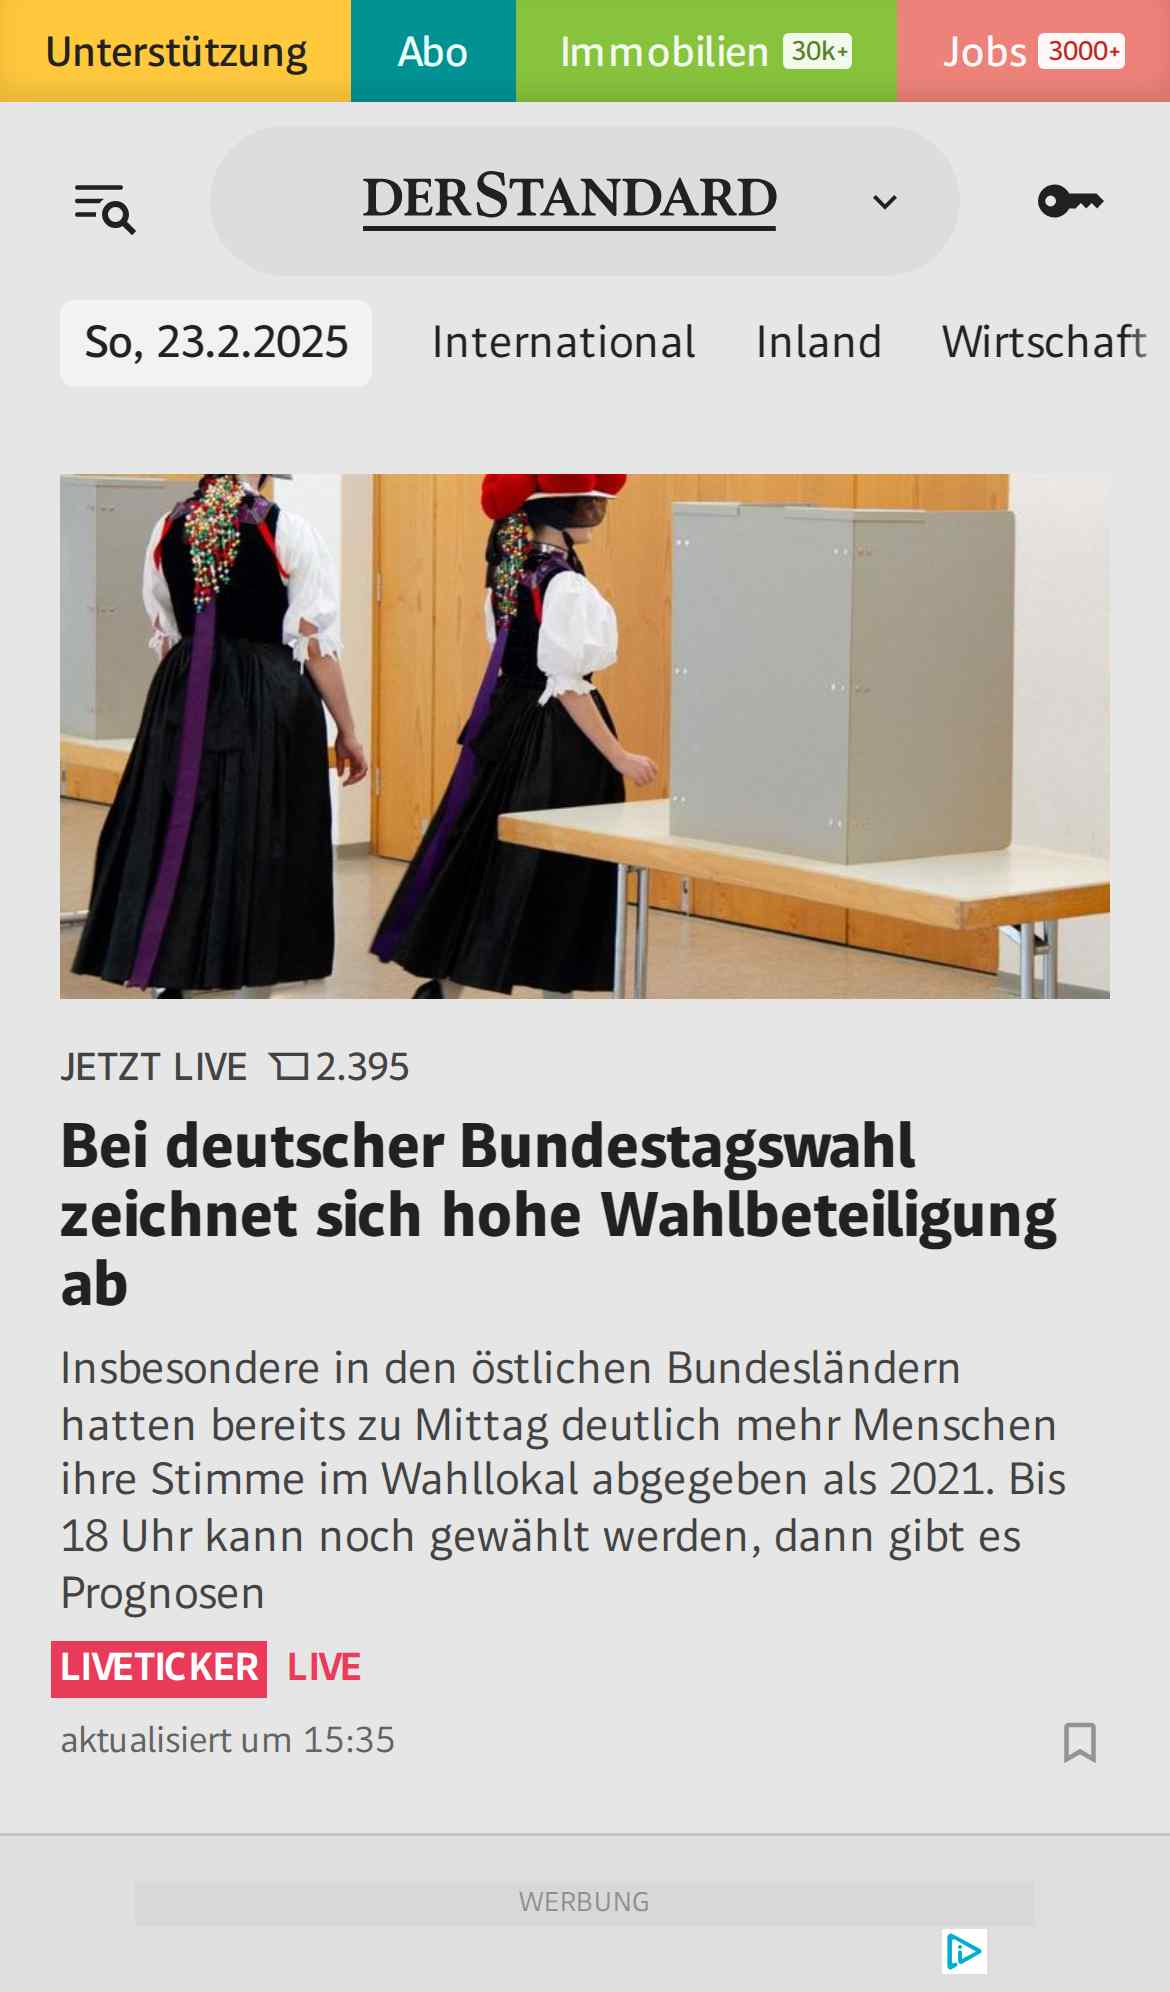 Unterstützung Abo Immobilien 30k+ Jobs 3000+
DERSTANDARD
So, 23.2.2025 International Inland Wirtschaft
JETZT LIVE 2.395
Bei deutscher Bundestagswahl
zeichnet sich hohe Wahlbeteiligung
ab
Insbesondere in den östlichen Bundesländern
hatten bereits zu Mittag deutlich mehr Menschen
ihre Stimme im Wahllokal abgegeben als 2021. Bis
18 Uhr kann noch gewählt werden, dann gibt es
Prognosen
LIVETICKER LIVE
aktualisiert um 15:35
WERBUNG